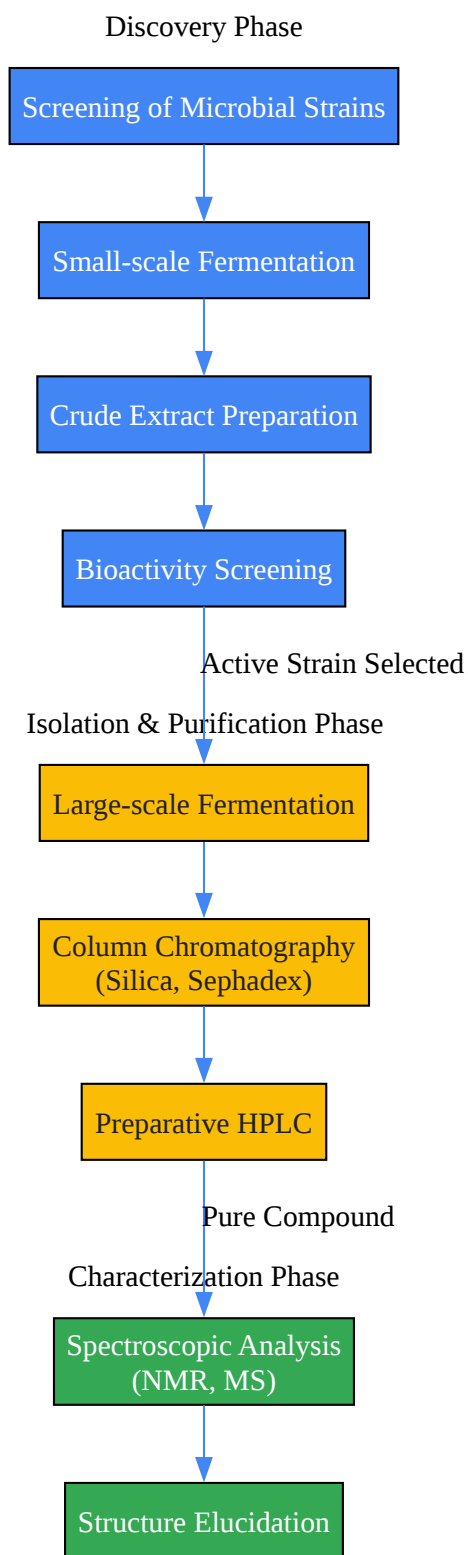 Discovery Phase
Screening of Microbial Strains
Small-scale Fermentation
Crude Extract Preparation
Bioactivity Screening
Active Strain Selected
Isolation & Purification Phase
Large-scale Fermentation
Column Chromatography
(Silica, Sephadex)
Preparative HPLC
Pure Compound
Characterization Phase
Spectroscopic Analysis
(NMR, MS)
Structure Elucidation